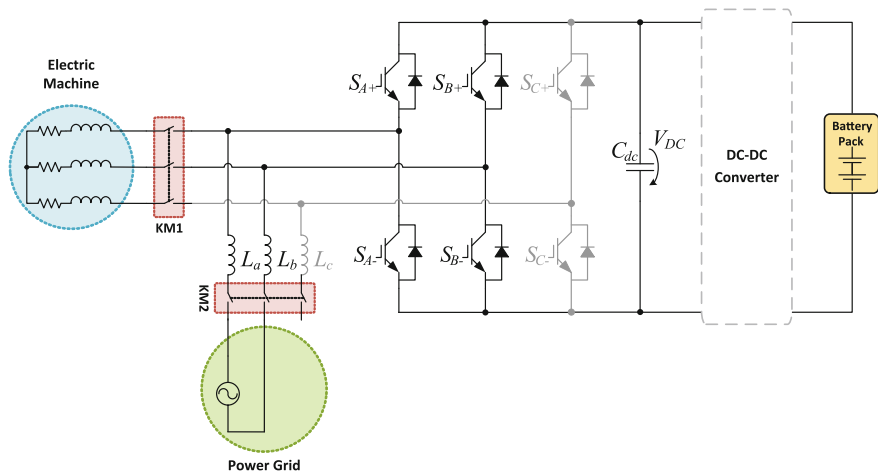 Electric
Machine
KM1
S_{A+}
S_{B+}
S_{C+}
C_{dc}
V_{DC}
DC-DC
Converter
Battery
Pack
L_a
L_b
L_c
S_{A-}
S_{B-}
S_{C-}
KM2
Power Grid